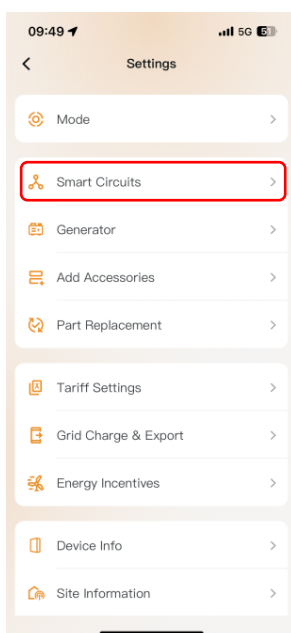 09:49 5G 5
Settings
Mode
Smart Circuits
Generator
Add Accessories
Part Replacement
Tariff Settings
Grid Charge & Export
Energy Incentives
Device Info
Site Information